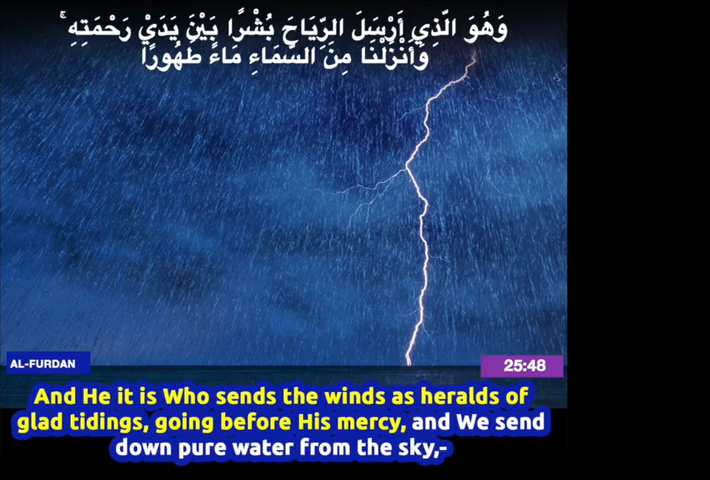 وَهُوَ الَّذِي أَرْسَلَ الرِّيَاحَ بُشْرًا بَيْنَ يَدَيْ رَحْمَتِهِ ۚ
وَأَنْزَلْنَا مِنَ السَّمَاءِ مَاءً طَهُورًا
AL-FURDAN
25:48
And He it is Who sends the winds as heralds of
glad tidings, going before His mercy, and We send
down pure water from the sky,-